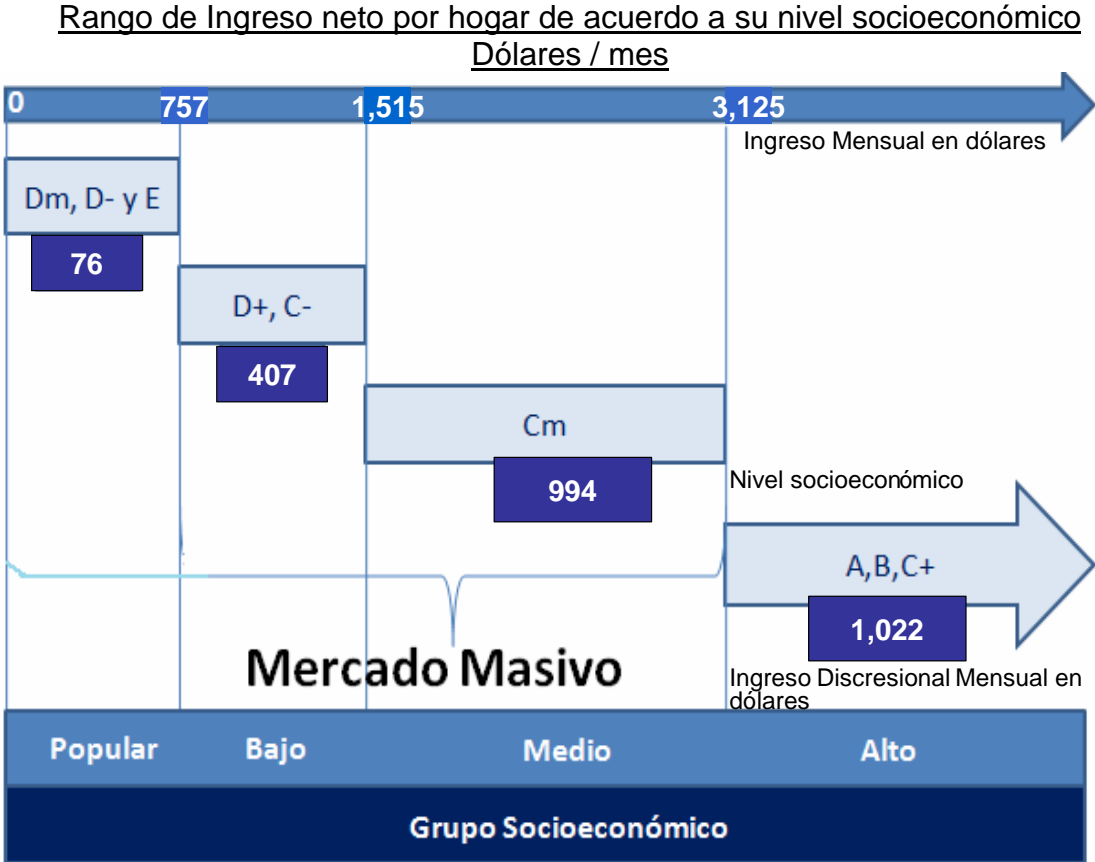 Rango de Ingreso neto por hogar de acuerdo a su nivel socioeconómico
Dólares / mes
0 757 1,515 3,125
Ingreso Mensual en dólares
Dm, D- y E
76
D+, C-
407
Cm
994
Nivel socioeconómico
A,B,C+
1,022
Mercado Masivo
Ingreso Discresional Mensual en
dólares
Popular Bajo Medio Alto
Grupo Socioeconómico